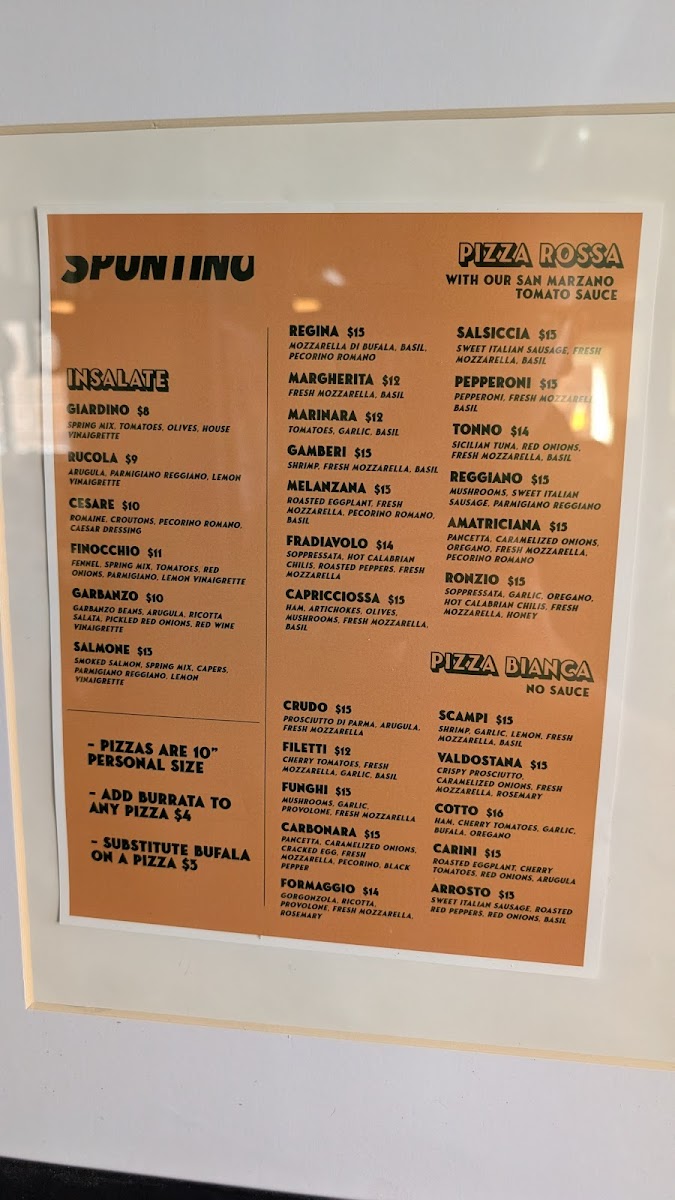 SPUNTINO
INSALATE
GIARDINO $8
SPRING MIX, TOMATOES, OLIVES, HOUSE
VINAIGRETTE
RUCOLA $9
ARUGULA, PARMIGIANO REGGIANO, LEMON
VINAIGRETTE
CESARE $10
ROMAINE, CROUTONS, PECORINO ROMANO,
CAESAR DRESSING
FINOCCHIO $11
FENNEL, SPRING MIX, TOMATOES, RED
ONIONS, PARMIGIANO, LEMON VINAIGRETTE
GARBANZO $10
GARBANZO BEANS, ARUGULA, RICOTTA
SALATA, PICKLED RED ONIONS, RED WINE
VINAIGRETTE
SALMONE $15
SMOKED SALMON, SPRING MIX, CAPERS,
PARMIGIANO REGGIANO, LEMON
VINAIGRETTE
- PIZZAS ARE 10"
PERSONAL SIZE
- ADD BURRATA TO
ANY PIZZA $4
- SUBSTITUTE BUFALA
ON A PIZZA $3
PIZZA ROSSA
WITH OUR SAN MARZANO
TOMATO SAUCE
REGINA $15
MOZZARELLA DI BUFALA, BASIL,
PECORINO ROMANO
MARGHERITA $12
FRESH MOZZARELLA, BASIL
MARINARA $12
TOMATOES, GARLIC, BASIL
GAMBERI $15
SHRIMP, FRESH MOZZARELLA, BASIL
MELANZANA $15
ROASTED EGGPLANT, FRESH
MOZZARELLA, PECORINO ROMANO,
BASIL
FRADIAVOLO $14
SOPPRESSATA, HOT CALABRIAN
CHILIS, ROASTED PEPPERS, FRESH
MOZZARELLA
CAPRICCIOSSA $15
HAM, ARTICHOKES, OLIVES,
MUSHROOMS, FRESH MOZZARELLA,
BASIL
SALSICCIA $15
SWEET ITALIAN SAUSAGE, FRESH
MOZZARELLA, BASIL
PEPPERONI $15
PEPPERONI, FRESH MOZZARELLA
BASIL
TONNO $14
SICILIAN TUNA, RED ONIONS,
FRESH MOZZARELLA, BASIL
REGGIANO $15
MUSHROOMS, SWEET ITALIAN
SAUSAGE, PARMIGIANO REGGIANO
AMATRICIANA $15
PANCETTA, CARAMELIZED ONIONS,
OREGANO, FRESH MOZZARELLA,
PECORINO ROMANO
RONZIO $15
SOPPRESSATA, GARLIC, OREGANO,
HOT CALABRIAN CHILIS, FRESH
MOZZARELLA, HONEY
PIZZA BIANCA
NO SAUCE
CRUDO $15
PROSCIUTTO DI PARMA, ARUGULA,
FRESH MOZZARELLA
FILETTI $12
CHERRY TOMATOES, FRESH
MOZZARELLA, GARLIC, BASIL
FUNGHI $15
MUSHROOMS, GARLIC,
PROVOLONE, FRESH MOZZARELLA
CARBONARA $15
PANCETTA, CARAMELIZED ONIONS,
CRACKED EGG, FRESH
MOZZARELLA, PECORINO, BLACK
PEPPER
FORMAGGIO $14
GORGONZOLA, RICOTTA,
PROVOLONE, FRESH MOZZARELLA,
ROSEMARY
SCAMPI $15
SHRIMP, GARLIC, LEMON, FRESH
MOZZARELLA, BASIL
VALDOSTANA $15
CRISPY PROSCIUTTO,
CARAMELIZED ONIONS, FRESH
MOZZARELLA, ROSEMARY
COTTO $16
HAM, CHERRY TOMATOES, GARLIC,
BUFALA, OREGANO
CARINI $15
ROASTED EGGPLANT, CHERRY
TOMATOES, RED ONIONS, ARUGULA
ARROSTO $15
SWEET ITALIAN SAUSAGE, ROASTED
RED PEPPERS, RED ONIONS, BASIL